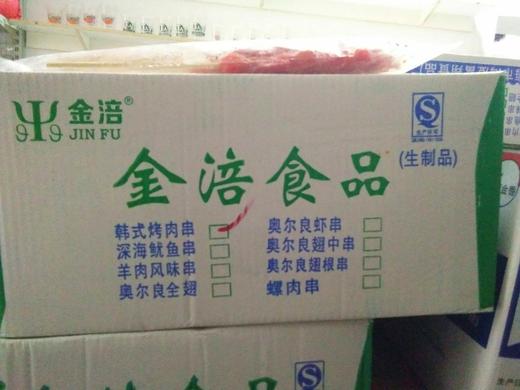 金涪®
JIN FU
金涪食品
(生制品)
韩式烤肉串
深海鱿鱼串
羊肉风味串
奥尔良全翅
奥尔良虾串
奥尔良翅中串
奥尔良翅根串
螺肉串